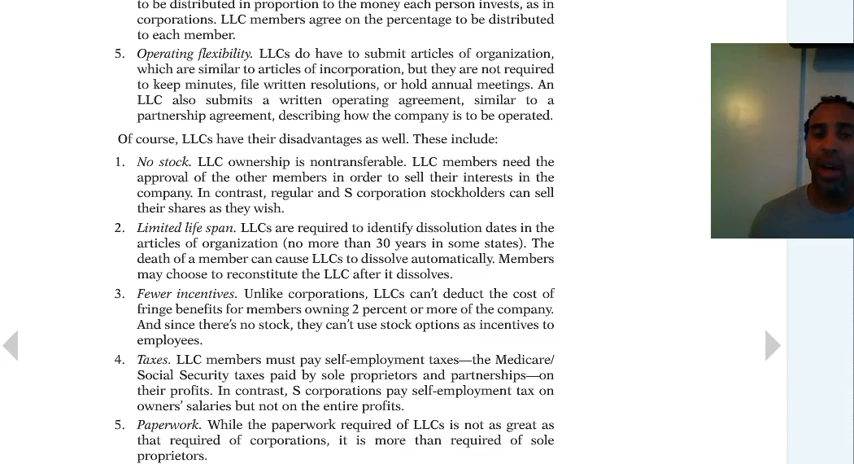 to be distributed in proportion to the money each person invests, as in
corporations. LLC members agree on the percentage to be distributed
to each member.
5. Operating flexibility. LLCs do have to submit articles of organization,
which are similar to articles of incorporation, but they are not required
to keep minutes, file written resolutions, or hold annual meetings. An
LLC also submits a written operating agreement, similar to a
partnership agreement, describing how the company is to be operated.
Of course, LLCs have their disadvantages as well. These include:
1. No stock. LLC ownership is nontransferable. LLC members need the
approval of the other members in order to sell their interests in the
company. In contrast, regular and S corporation stockholders can sell
their shares as they wish.
2. Limited life span. LLCs are required to identify dissolution dates in the
articles of organization (no more than 30 years in some states). The
death of a member can cause LLCs to dissolve automatically. Members
may choose to reconstitute the LLC after it dissolves.
3. Fewer incentives. Unlike corporations, LLCs can't deduct the cost of
fringe benefits for members owning 2 percent or more of the company.
And since there's no stock, they can't use stock options as incentives to
employees.
4. Taxes. LLC members must pay self-employment taxes—the Medicare/
Social Security taxes paid by sole proprietors and partnerships—on
their profits. In contrast, S corporations pay self-employment tax on
owners' salaries but not on the entire profits.
5. Paperwork. While the paperwork required of LLCs is not as great as
that required of corporations, it is more than required of sole
proprietors.